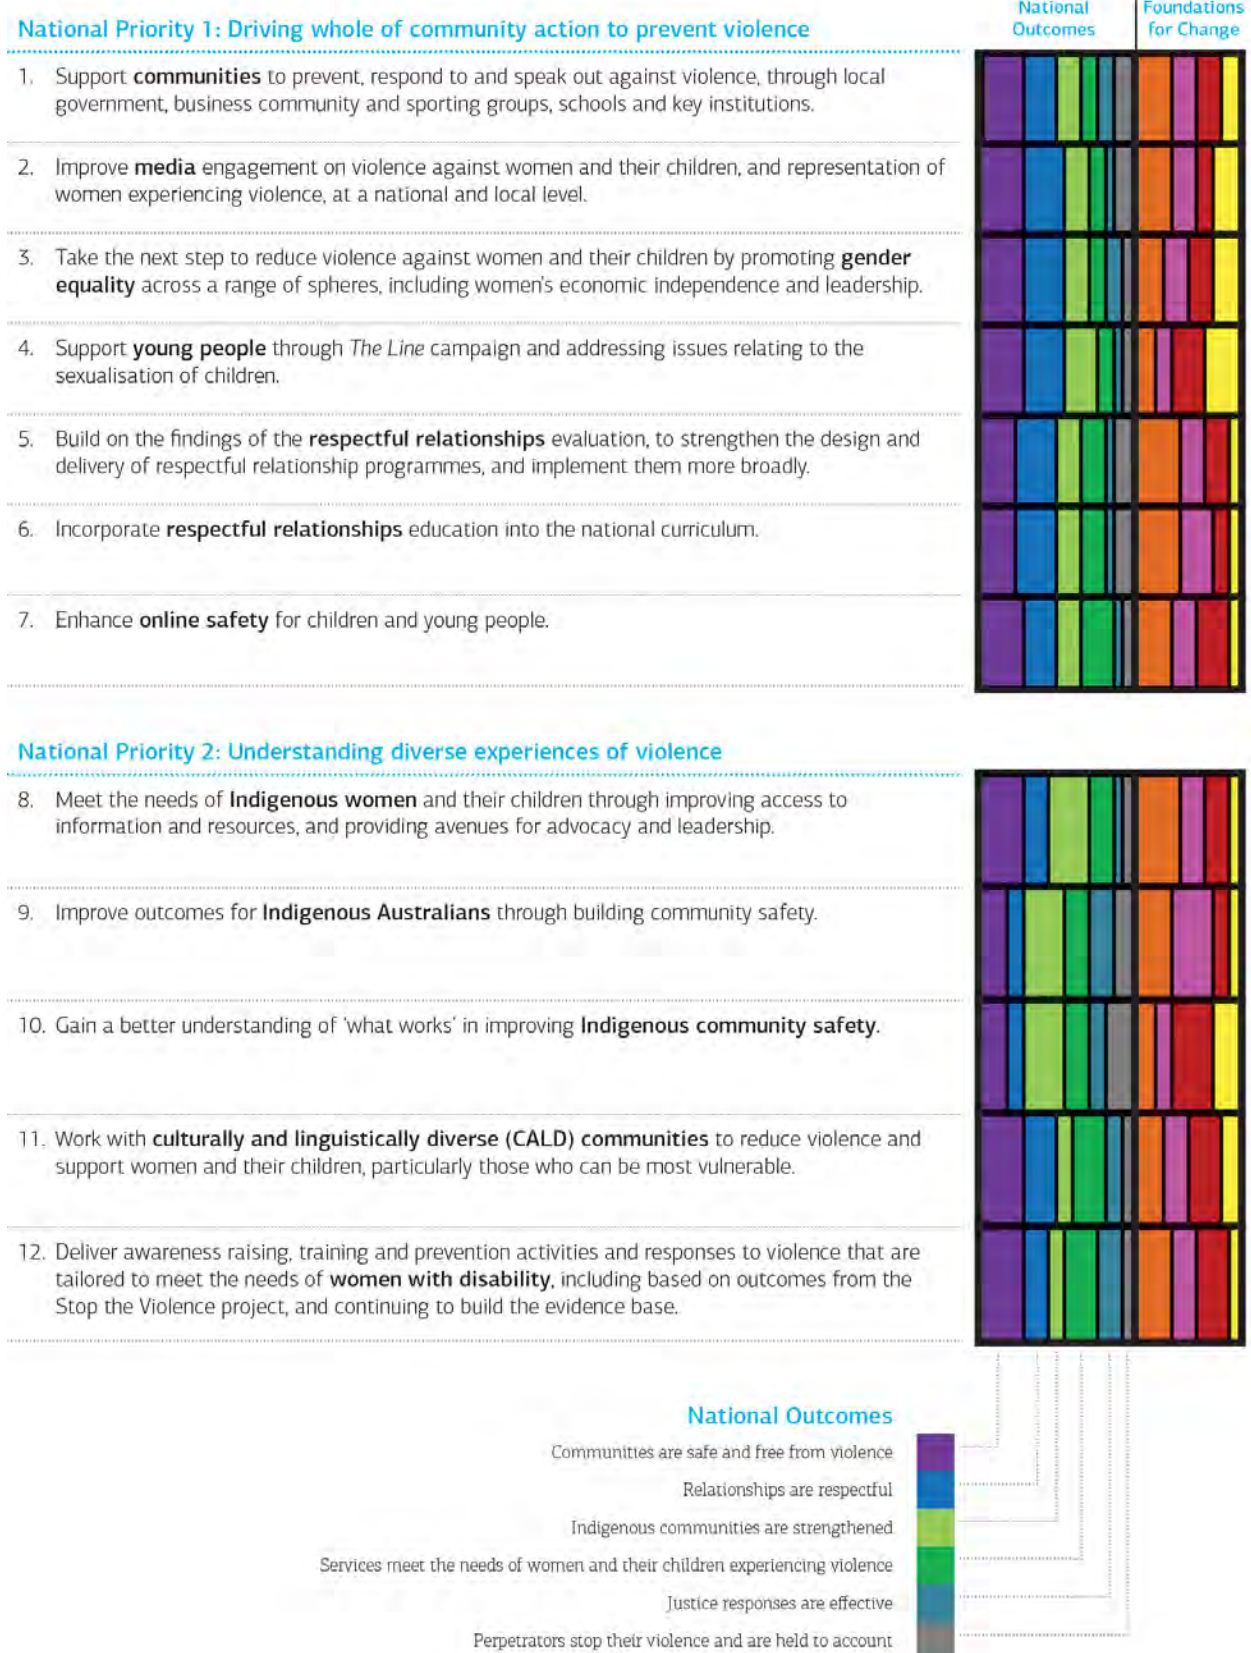 National Priority 1: Driving whole of community action to prevent violence
National
Outcomes
Foundations
for Change
1. Support communities to prevent, respond to and speak out against violence, through local
government, business community and sporting groups, schools and key institutions.
2. Improve media engagement on violence against women and their children, and representation of
women experiencing violence, at a national and local level.
3. Take the next step to reduce violence against women and their children by promoting gender
equality across a range of spheres, including women's economic independence and leadership.
4. Support young people through The Line campaign and addressing issues relating to the
sexualisation of children.
5. Build on the findings of the respectful relationships evaluation, to strengthen the design and
delivery of respectful relationship programmes, and implement them more broadly.
6. Incorporate respectful relationships education into the national curriculum.
7. Enhance online safety for children and young people.
National Priority 2: Understanding diverse experiences of violence
8. Meet the needs of Indigenous women and their children through improving access to
information and resources, and providing avenues for advocacy and leadership.
9. Improve outcomes for Indigenous Australians through building community safety.
10. Gain a better understanding of 'what works' in improving Indigenous community safety.
11. Work with culturally and linguistically diverse (CALD) communities to reduce violence and
support women and their children, particularly those who can be most vulnerable.
12. Deliver awareness raising, training and prevention activities and responses to violence that are
tailored to meet the needs of women with disability, including based on outcomes from the
Stop the Violence project, and continuing to build the evidence base.
National Outcomes
Communities are safe and free from violence
Relationships are respectful
Indigenous communities are strengthened
Services meet the needs of women and their children experiencing violence
Justice responses are effective
Perpetrators stop their violence and are held to account